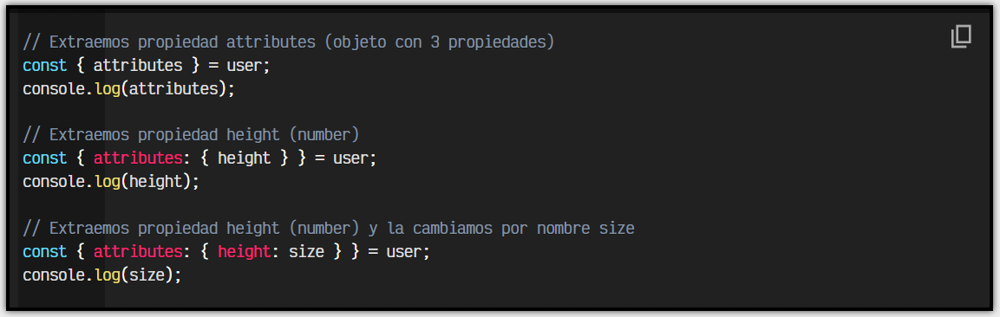 // Extraemos propiedad attributes (objeto con 3 propiedades)
const { attributes } = user;
console.log(attributes);
// Extraemos propiedad height (number)
const { attributes: { height } } = user;
console.log(height);
// Extraemos propiedad height (number) y la cambiamos por nombre size
const { attributes: { height: size } } = user;
console.log(size);